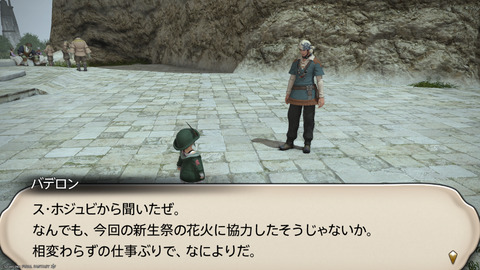 バデロン
ス・ホジュビから聞いたぜ。
なんでも、今回の新生祭の花火に協力したそうじゃないか。
相変わらずの仕事ぶりで、なによりだ。